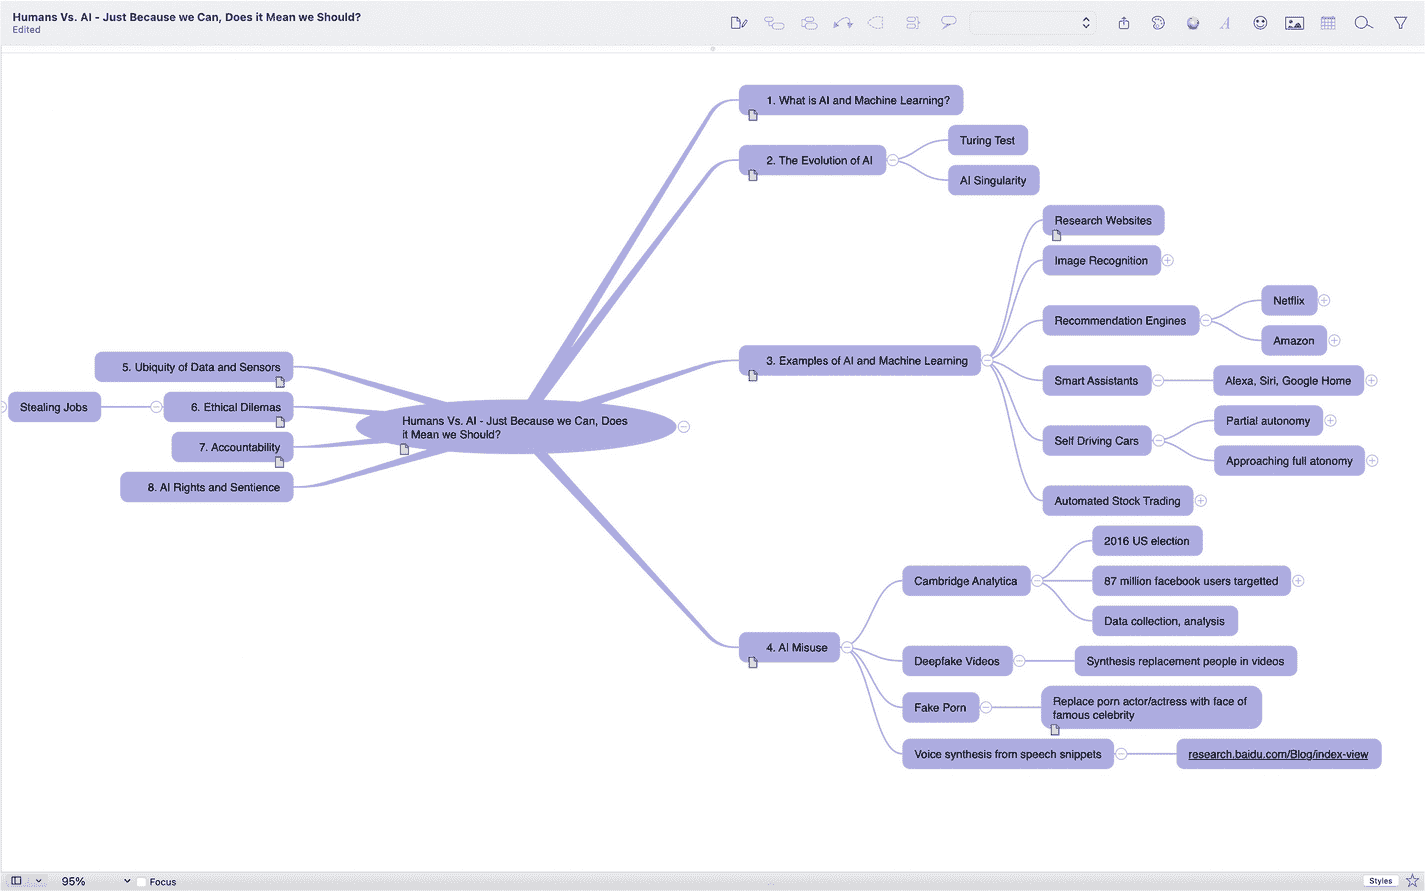 Humans Vs. AI - Just Because we Can, Does it Mean we Should?
Edited
1. What is AI and Machine Learning?
2. The Evolution of AI
Turing Test
AI Singularity
3. Examples of AI and Machine Learning
Research Websites
Image Recognition
Recommendation Engines
Netflix
Amazon
Smart Assistants
Alexa, Siri, Google Home
Self Driving Cars
Partial autonomy
Approaching full atonomy
Automated Stock Trading
Humans Vs. AI - Just Because we Can, Does
it Mean we Should?
4. AI Misuse
Cambridge Analytica
2016 US election
87 million facebook users targetted
Data collection, analysis
Deepfake Videos
Synthesis replacement people in videos
Fake Porn
Replace porn actor/actress with face of
famous celebrity
Voice synthesis from speech snippets
research.baidu.com/Blog/index-view
5. Ubiquity of Data and Sensors
6. Ethical Dilemas
Stealing Jobs
7. Accountability
8. AI Rights and Sentience
95%
Focus
Styles